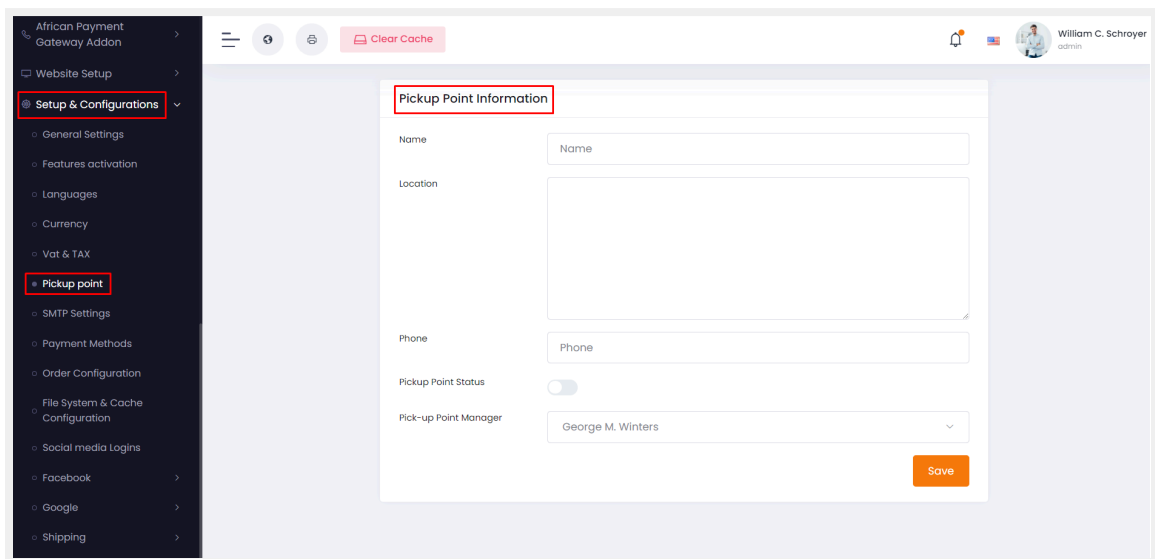 African Payment
Gateway Addon
Website Setup
Setup & Configurations
General Settings
Features activation
Languages
Currency
Vat & TAX
Pickup point
SMTP Settings
Payment Methods
Order Configuration
File System & Cache
Configuration
Social media Logins
Facebook
Google
Shipping
Clear Cache
William C. Schroyer
admin
Pickup Point Information
Name
Name
Location
Phone
Phone
Pickup Point Status
Pick-up Point Manager
George M. Winters
Save